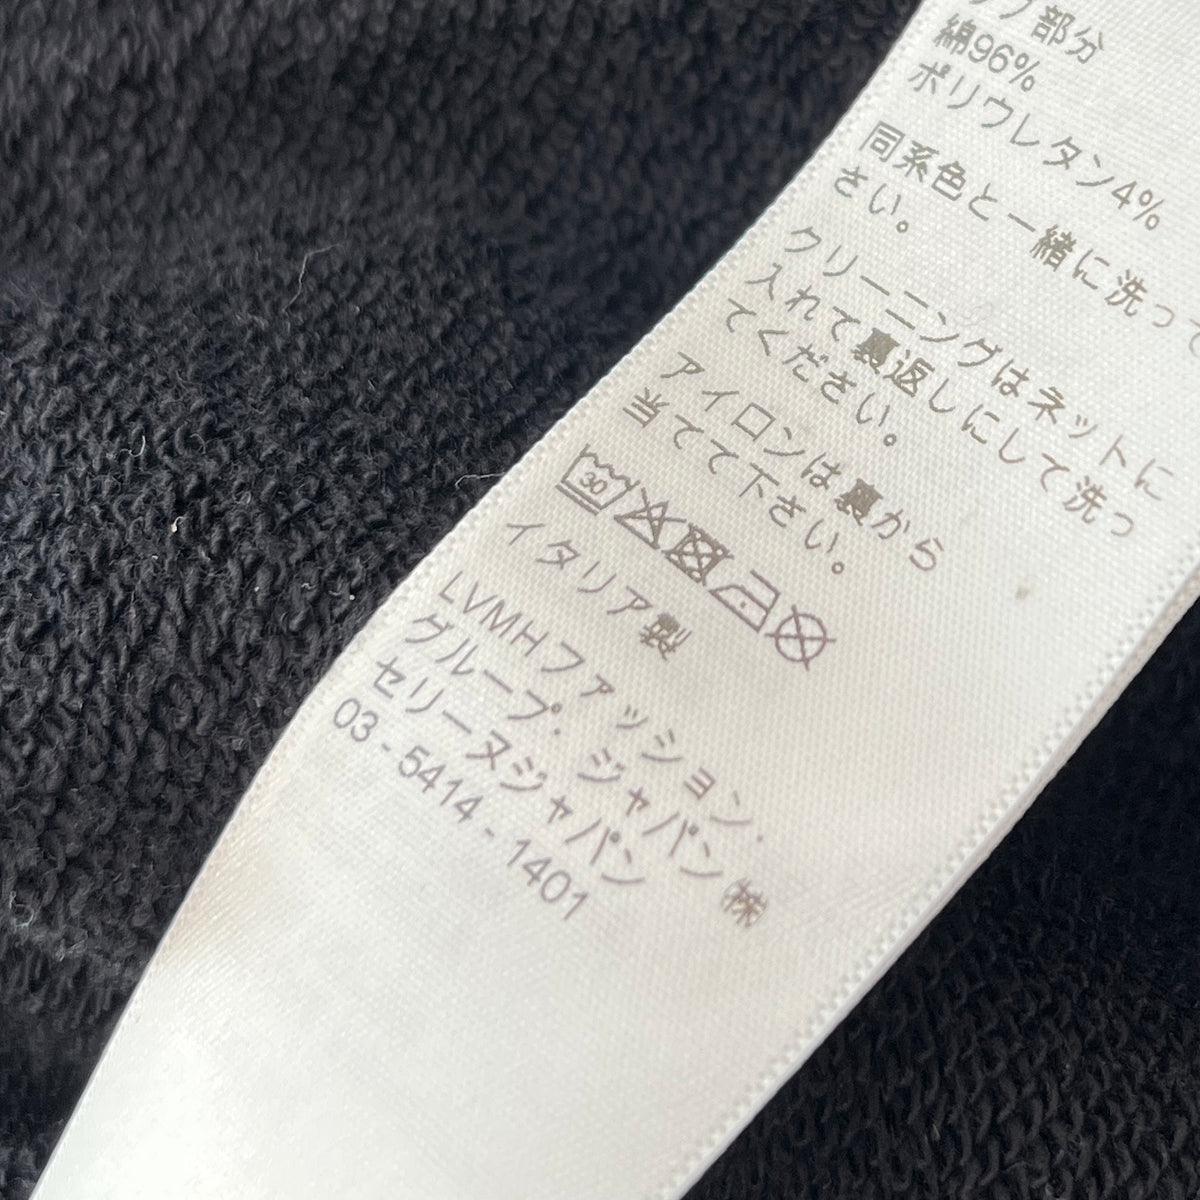 部分
綿96%
ポリウレタン4%
同系色と一緒に洗って
さい。
クリーニングはネットに
入れて裏返しにして洗っ
てください。
アイロンは裏から
当てて下さい。
30
イタリア製
LVMHファッション・
グループ・ジャパン㈱
セリーヌジャパン
03-5414-1401